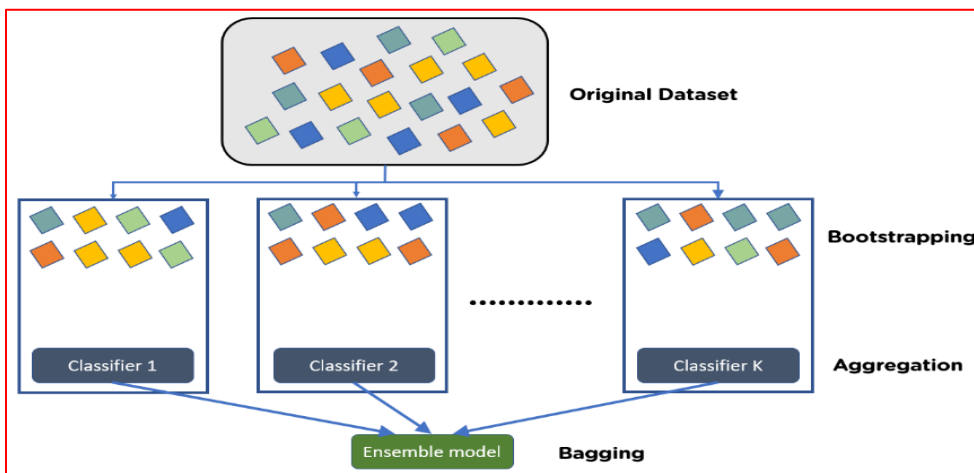 Original Dataset
Bootstrapping
Classifier 1
Classifier 2
Classifier K
Aggregation
Ensemble model
Bagging